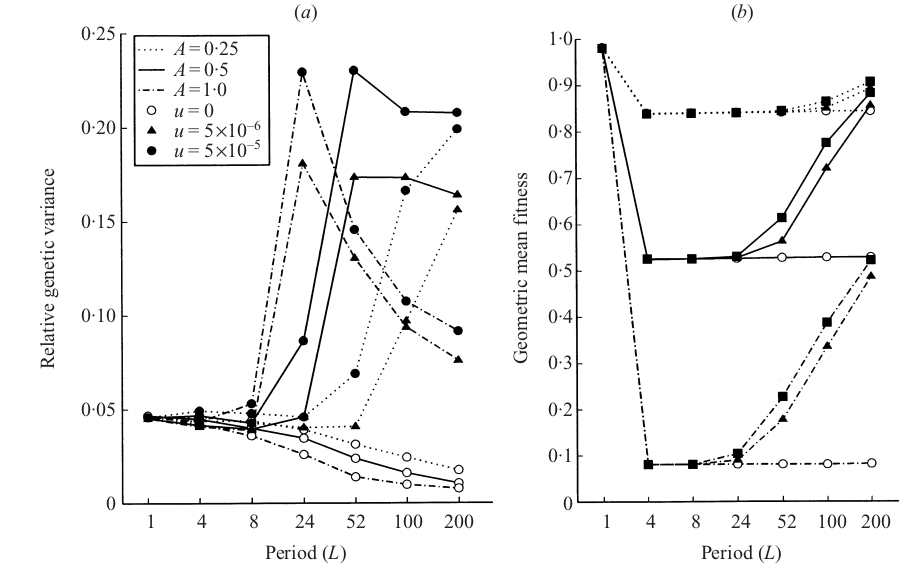 (a)
0·25
0·20
0·15
0·10
0·05
0
Relative genetic variance
A = 0·25
A = 0·5
A = 1·0
u = 0
u = 5×10⁻⁶
u = 5×10⁻⁵
1 4 8 24 52 100 200
Period (L)
(b)
1·0
0·9
0·8
0·7
0·6
0·5
0·4
0·3
0·2
0·1
0
Geometric mean fitness
1 4 8 24 52 100 200
Period (L)